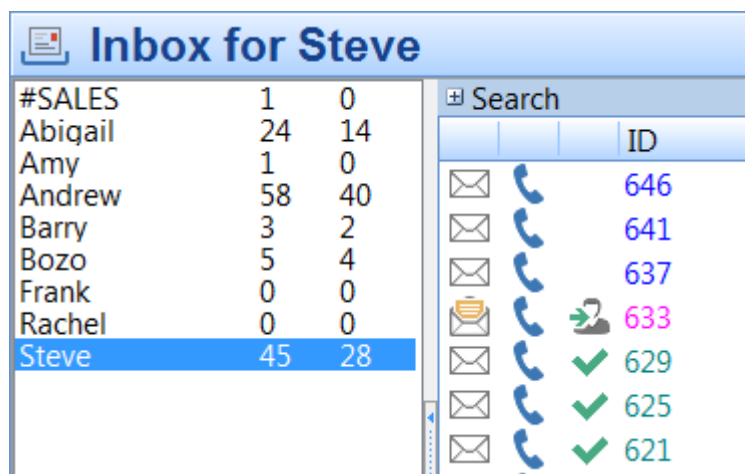 Inbox for Steve
#SALES 1 0
Abigail 24 14
Amy 1 0
Andrew 58 40
Barry 3 2
Bozo 5 4
Frank 0 0
Rachel 0 0
Steve 45 28
Search
ID
646
641
637
633
629
625
621